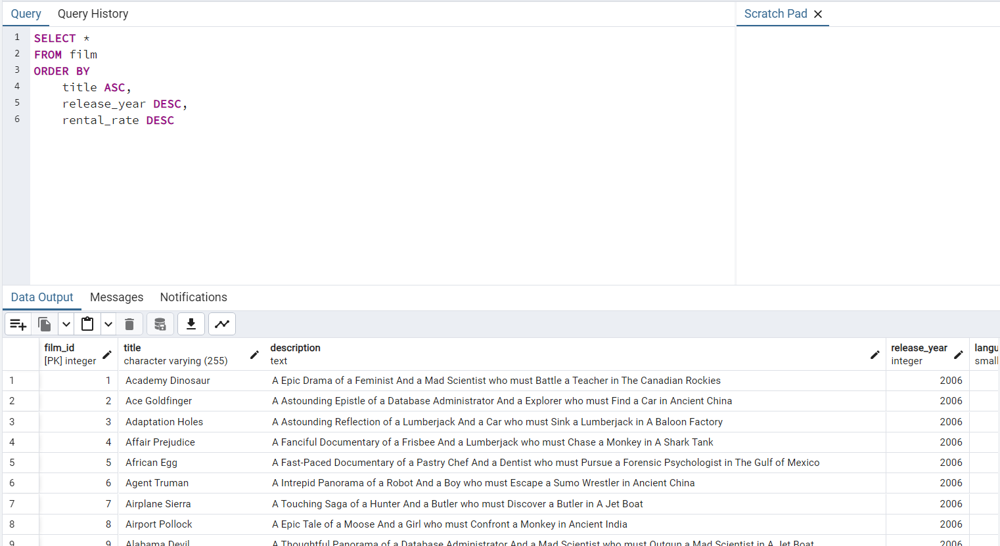 Query Query History Scratch Pad
1 SELECT *
2 FROM film
3 ORDER BY
4 title ASC,
5 release_year DESC,
6 rental_rate DESC
Data Output Messages Notifications
film_id title description release_year langu
[PK] integer character varying (255) text integer small
1 1 Academy Dinosaur A Epic Drama of a Feminist And a Mad Scientist who must Battle a Teacher in The Canadian Rockies 2006
2 2 Ace Goldfinger A Astounding Epistle of a Database Administrator And a Explorer who must Find a Car in Ancient China 2006
3 3 Adaptation Holes A Astounding Reflection of a Lumberjack And a Car who must Sink a Lumberjack in A Baloon Factory 2006
4 4 Affair Prejudice A Fanciful Documentary of a Frisbee And a Lumberjack who must Chase a Monkey in A Shark Tank 2006
5 5 African Egg A Fast-Paced Documentary of a Pastry Chef And a Dentist who must Pursue a Forensic Psychologist in The Gulf of Mexico 2006
6 6 Agent Truman A Intrepid Panorama of a Robot And a Boy who must Escape a Sumo Wrestler in Ancient China 2006
7 7 Airplane Sierra A Touching Saga of a Hunter And a Butler who must Discover a Butler in A Jet Boat 2006
8 8 Airport Pollock A Epic Tale of a Moose And a Girl who must Confront a Monkey in Ancient India 2006
9 9 Alabama Devil A Thoughtful Panorama of a Database Administrator And a Mad Scientist who must Outgun a Mad Scientist in A Jet Boat 2006